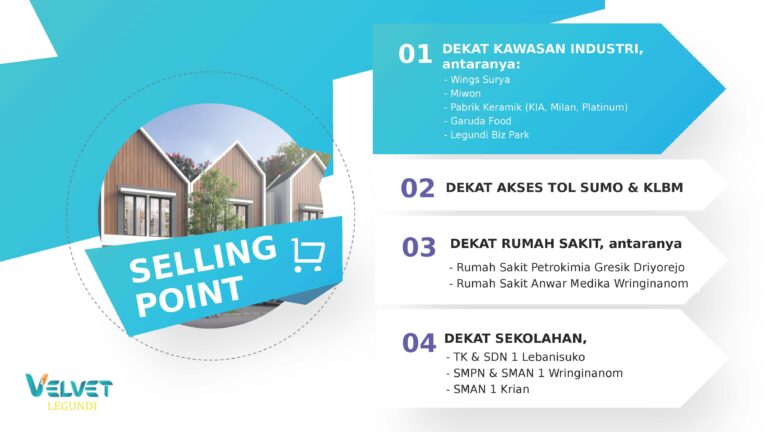 SELLING
POINT
VELVET
LEGUNDI
01
DEKAT KAWASAN INDUSTRI,
antaranya:
- Wings Surya
- Miwon
- Pabrik Keramik (KIA, Milan, Platinum)
- Garuda Food
- Legundi Biz Park
02
DEKAT AKSES TOL SUMO & KLBM
03
DEKAT RUMAH SAKIT, antaranya
- Rumah Sakit Petrokimia Gresik Driyorejo
- Rumah Sakit Anwar Medika Wringinanom
04
DEKAT SEKOLAHAN,
- TK & SDN 1 Lebanisuko
- SMPN & SMAN 1 Wringinanom
- SMAN 1 Krian